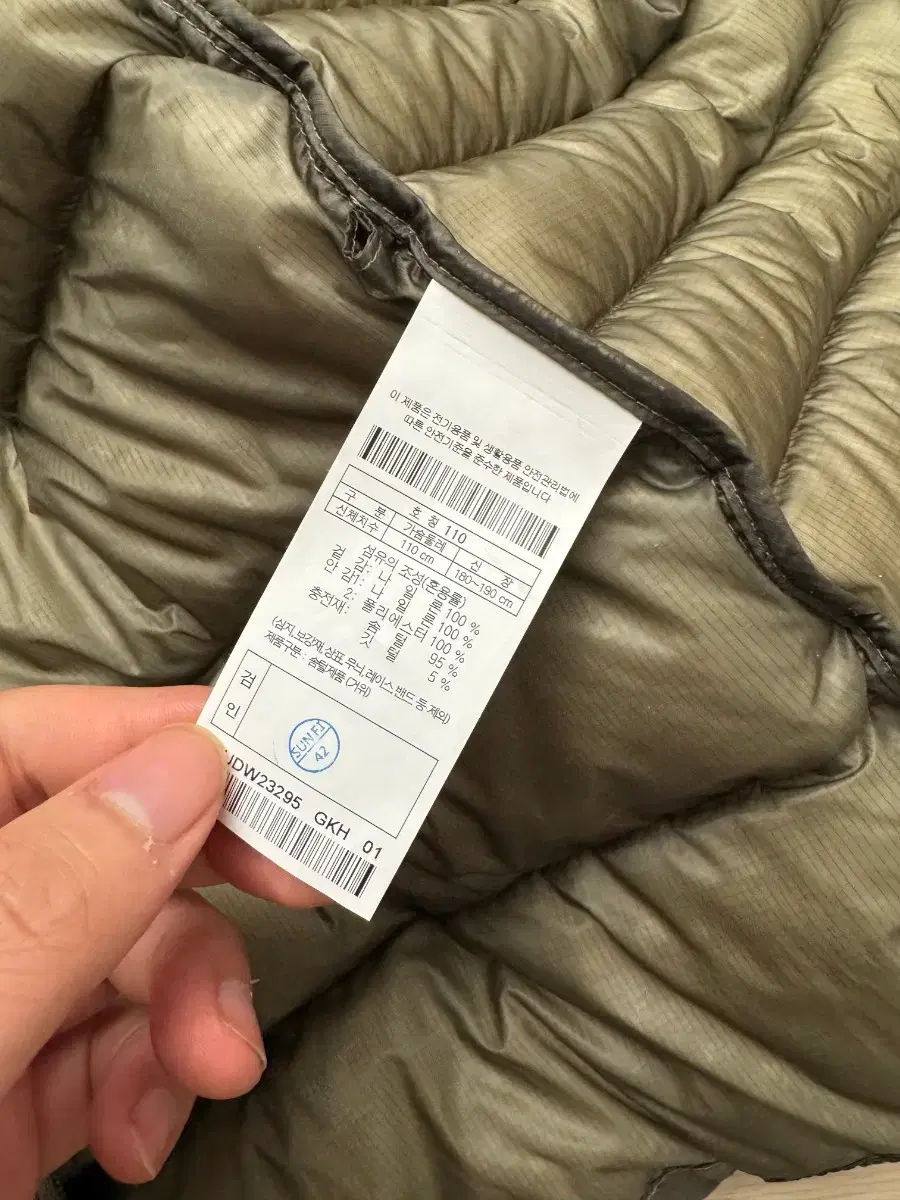 이 제품은 전기용품 및 생활용품 안전관리법에
따른 안전기준을 준수한 제품입니다
구 분 호 칭 110
신체치수 가슴둘레 신 장
110 cm 180~190 cm
섬유의 조성(혼용률)
겉 감: 나 일 론 100 %
안 감1: 나 일 론 100 %
2: 폴리에스터 100 %
충전재: 솜 털 95 %
깃 털 5 %
(심지,보강재,상표,무늬,레이스 밴드 등 제외)
제품구분 : 솜털제품 (거위)
검 인
SUN F1
42
JDW23295 GKH 01